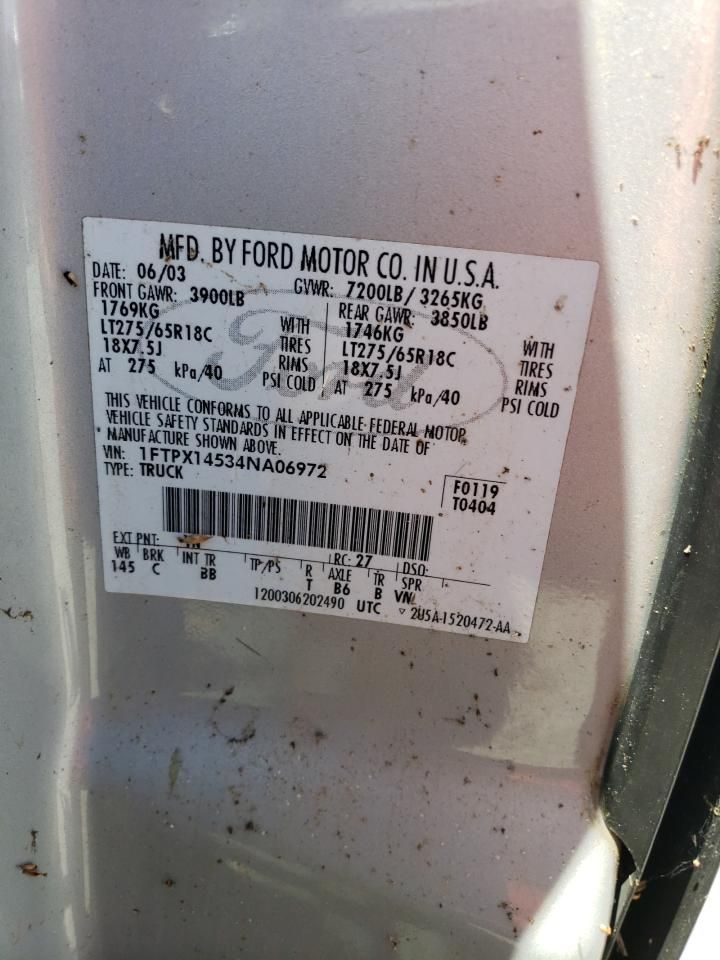 MFD. BY FORD MOTOR CO. IN U.S.A.
DATE: 06/03 GVWR: 7200LB/ 3265KG
FRONT GAWR: 3900LB REAR GAWR: 3850LB
1769KG WITH 1746KG WITH
LT275/65R18C TIRES LT275/65R18C TIRES
18X7.5J RIMS 18X7.5J RIMS
AT 275 kPa/40 PSI COLD AT 275 kPa/40 PSI COLD
THIS VEHICLE CONFORMS TO ALL APPLICABLE FEDERAL MOTOR
VEHICLE SAFETY STANDARDS IN EFFECT ON THE DATE OF
MANUFACTURE SHOWN ABOVE.
VIN: 1FTPX14534NA06972
TYPE: TRUCK
F0119
T0404
Ford
EXT PNT: RC: 27 DSO:
WB BRK INT TR TP/PS R AXLE TR SPR
145 C BB T B6 B VN
1200306202490 UTC ▽ 2U5A-1520472-AA